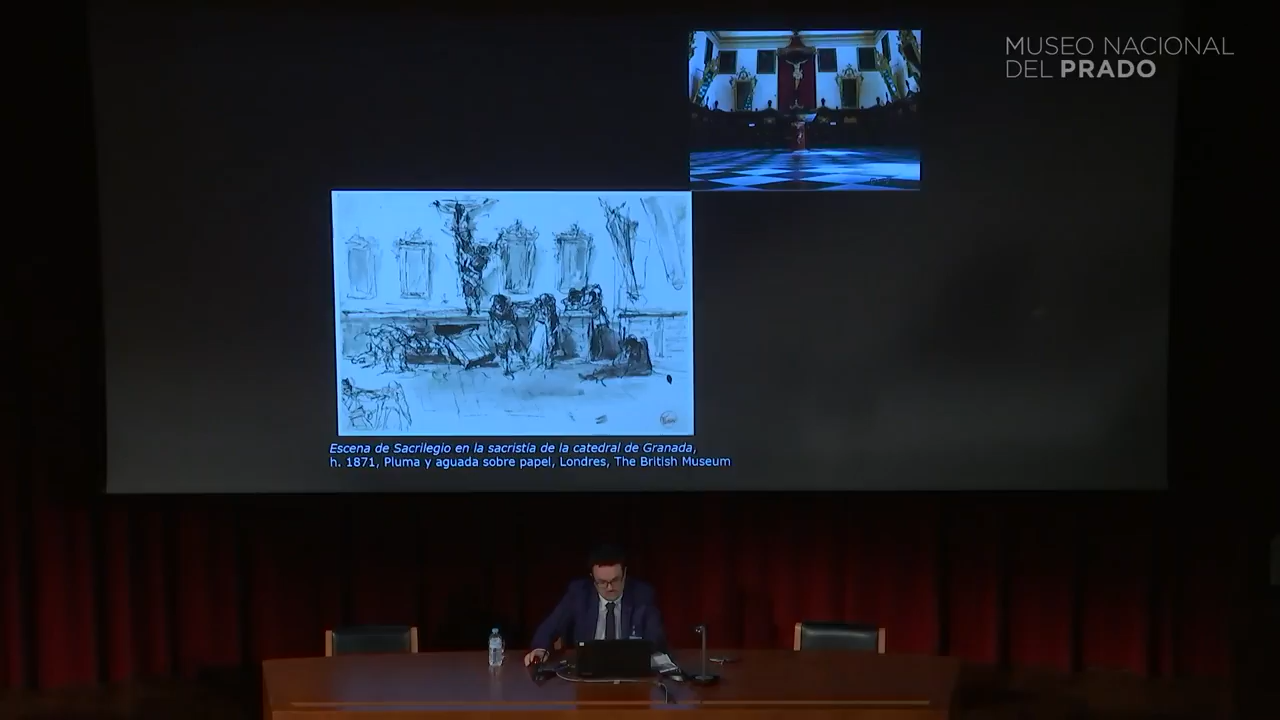 MUSEO NACIONAL
DEL PRADO
Escena de Sacrilegio en la sacristía de la catedral de Granada,
h. 1871, Pluma y aguada sobre papel, Londres, The British Museum